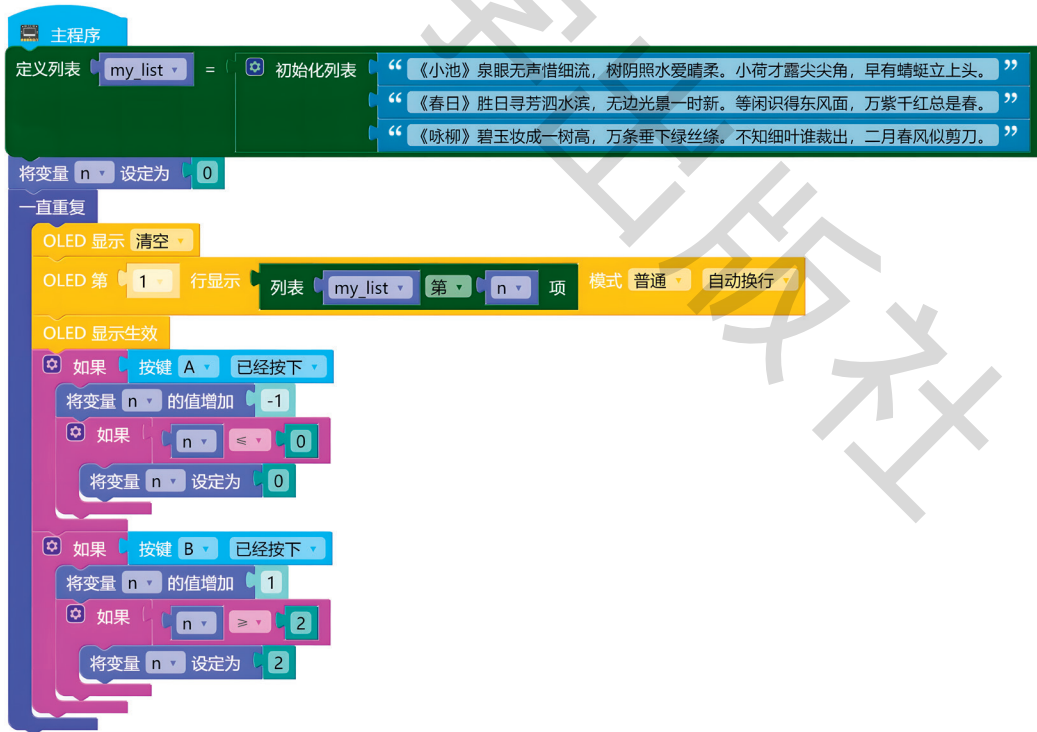 主程序
定义列表 my_list = 初始化列表 “ 《小池》泉眼无声惜细流，树阴照水爱晴柔。小荷才露尖尖角，早有蜻蜓立上头。 ”
“ 《春日》胜日寻芳泗水滨，无边光景一时新。等闲识得东风面，万紫千红总是春。 ”
“ 《咏柳》碧玉妆成一树高，万条垂下绿丝绦。不知细叶谁裁出，二月春风似剪刀。 ”
将变量 n 设定为 0
一直重复
OLED 显示 清空
OLED 第 1 行显示 列表 my_list 第 n 项 模式 普通 自动换行
OLED 显示生效
如果 按键 A 已经按下
将变量 n 的值增加 -1
如果 n ≤ 0
将变量 n 设定为 0
如果 按键 B 已经按下
将变量 n 的值增加 1
如果 n ≥ 2
将变量 n 设定为 2
出版社